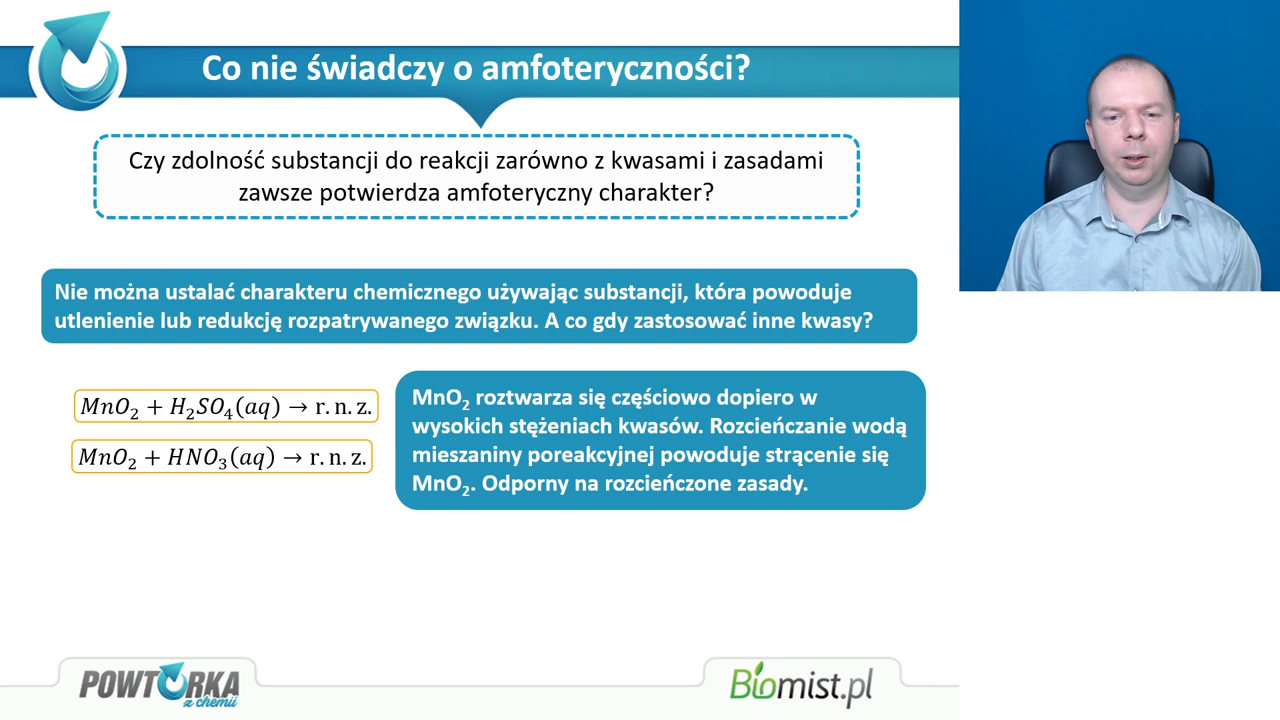 Co nie świadczy o amfoteryczności?
Czy zdolność substancji do reakcji zarówno z kwasami i zasadami
zawsze potwierdza amfoteryczny charakter?
Nie można ustalać charakteru chemicznego używając substancji, która powoduje
utlenienie lub redukcję rozpatrywanego związku. A co gdy zastosować inne kwasy?
MnO₂ + H₂SO₄(aq) → r. n. z.
MnO₂ + HNO₃(aq) → r. n. z.
MnO₂ roztwarza się częściowo dopiero w
wysokich stężeniach kwasów. Rozcieńczanie wodą
mieszaniny poreakcyjnej powoduje strącenie się
MnO₂. Odporny na rozcieńczone zasady.
POWTÓRKA
z chemii
Biomist.pl